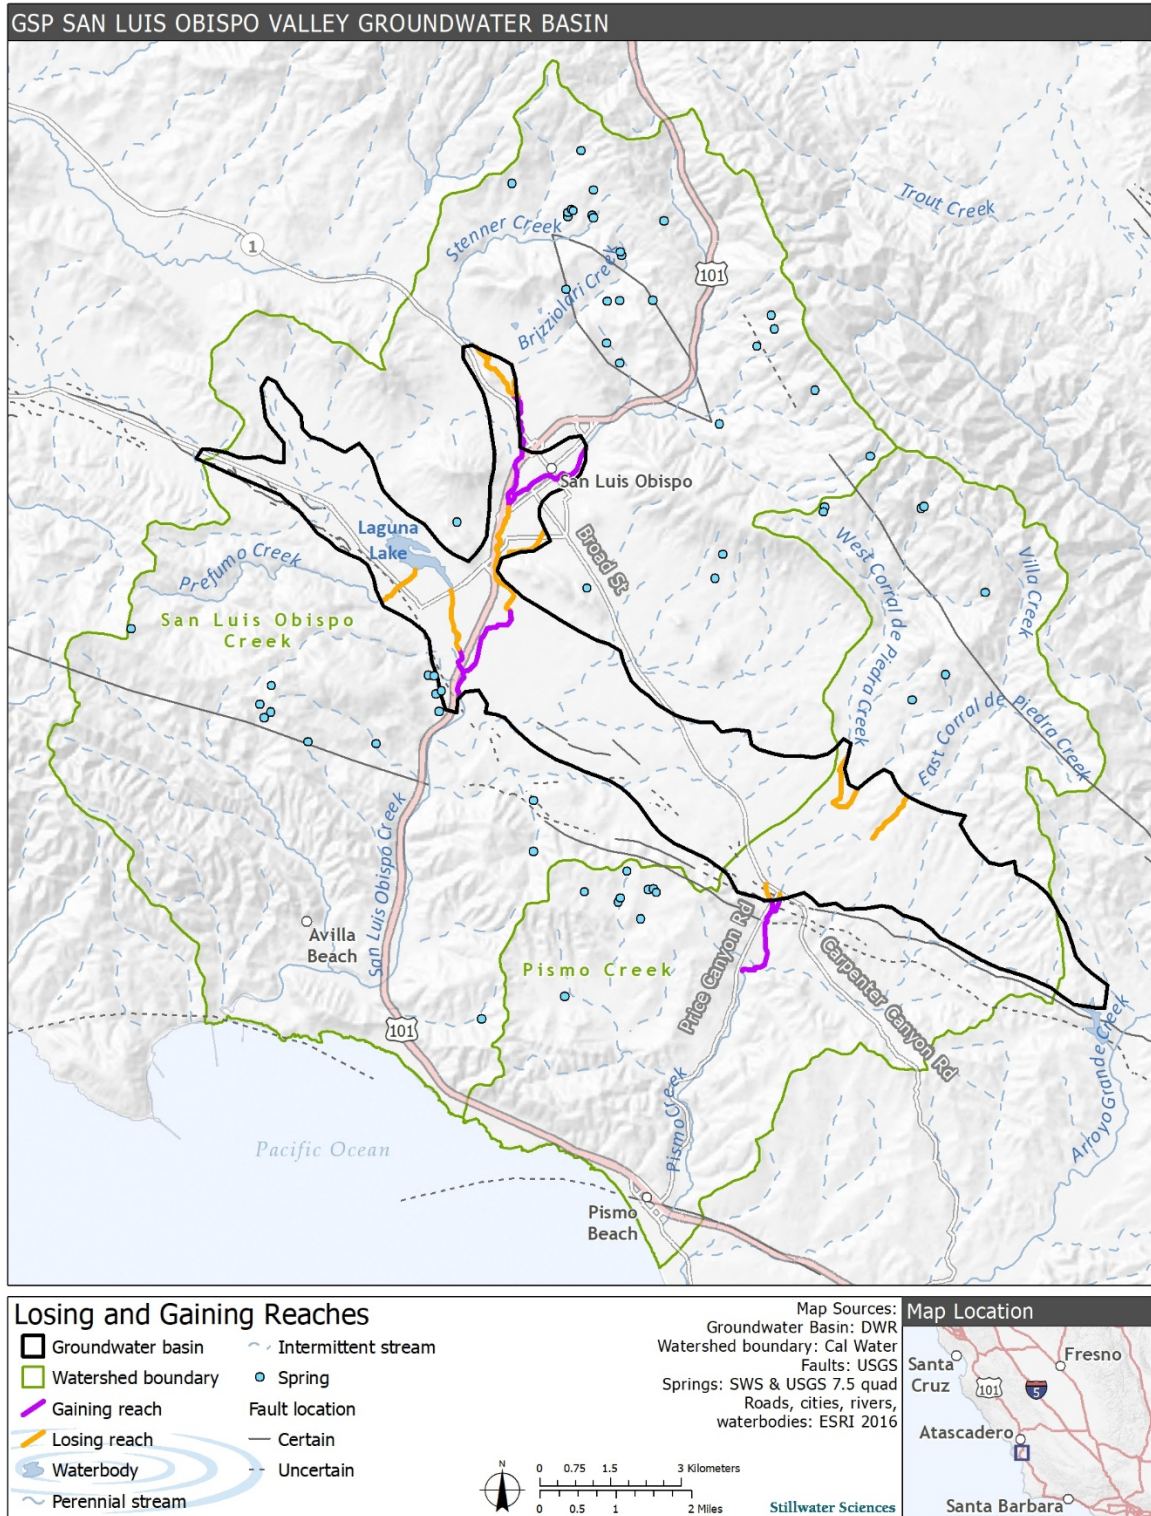 GSP SAN LUIS OBISPO VALLEY GROUNDWATER BASIN
Trout Creek
Stenner Creek
1
101
Brizziolari Creek
San Luis Obispo
Laguna
Lake
Broad St
Prefumo Creek
West Corral de Piedra Creek
Villa Creek
San Luis Obispo
Creek
East Corral de Piedra Creek
San Luis Obispo Creek
Avilla
Beach
Price Canyon Rd
Pismo Creek
Carpenter Canyon Rd
101
Arroyo Grande Creek
Pismo Creek
Pacific Ocean
Pismo
Beach
Losing and Gaining Reaches
Groundwater basin
Watershed boundary
Gaining reach
Losing reach
Waterbody
Perennial stream
Intermittent stream
Spring
Fault location
Certain
Uncertain
N
0 0.75 1.5 3 Kilometers
0 0.5 1 2 Miles
Map Sources:
Groundwater Basin: DWR
Watershed boundary: Cal Water
Faults: USGS
Springs: SWS & USGS 7.5 quad
Roads, cities, rivers,
waterbodies: ESRI 2016
Stillwater Sciences
Map Location
Santa
Cruz
Fresno
101
5
Atascadero
Santa Barbara